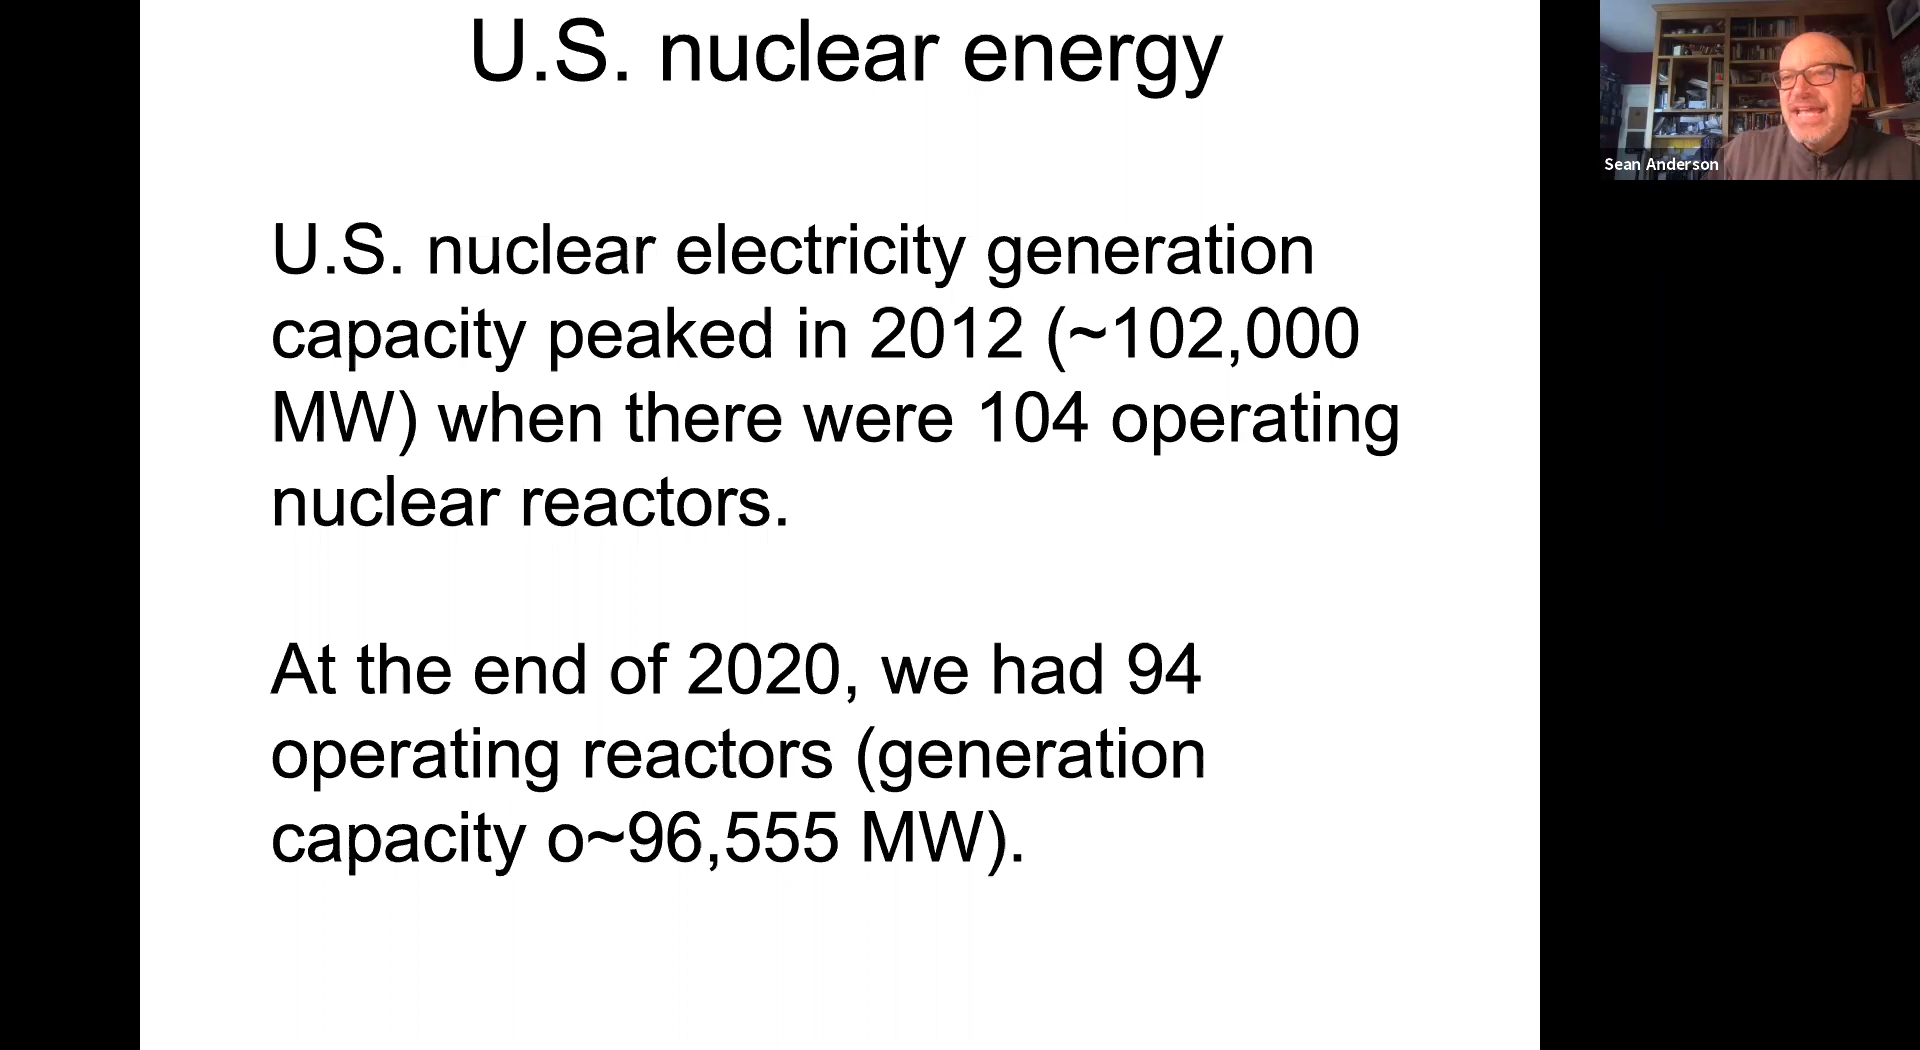 U.S. nuclear energy
Sean Anderson
U.S. nuclear electricity generation
capacity peaked in 2012 (~102,000
MW) when there were 104 operating
nuclear reactors.
At the end of 2020, we had 94
operating reactors (generation
capacity o~96,555 MW).